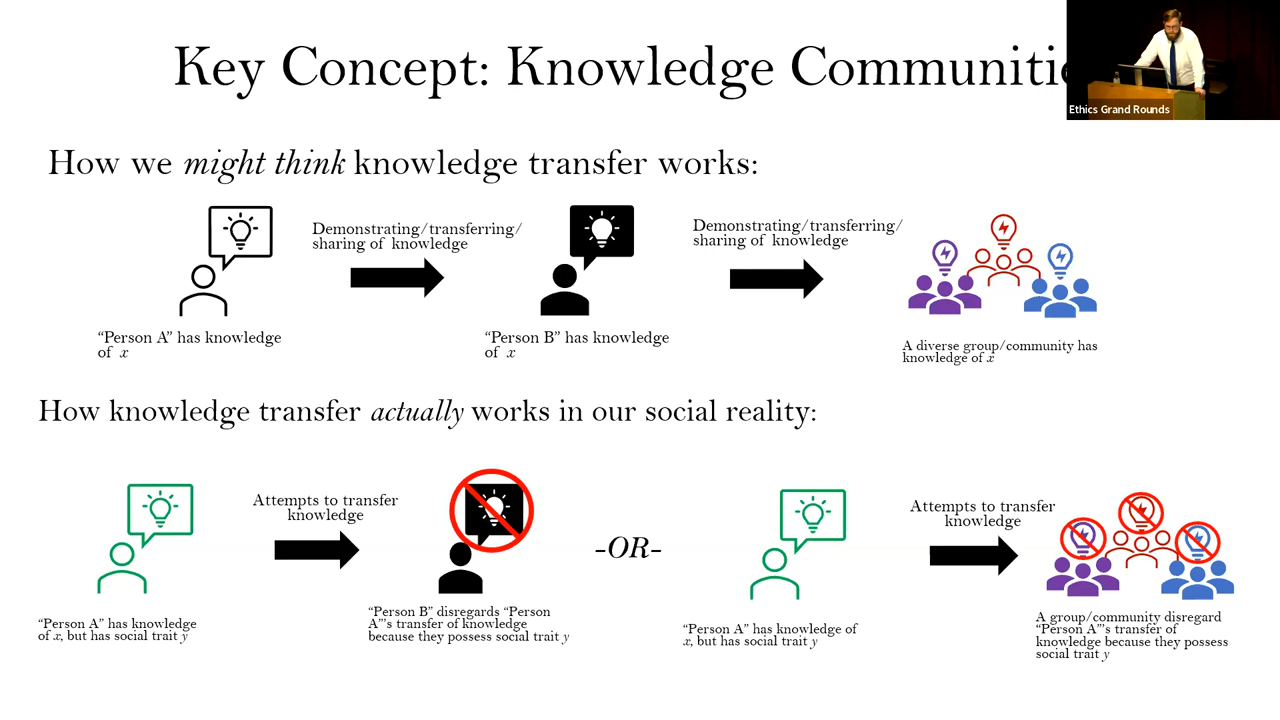 Key Concept: Knowledge Communitie
Ethics Grand Rounds
How we might think knowledge transfer works:
Demonstrating/transferring/
sharing of knowledge
Demonstrating/transferring/
sharing of knowledge
“Person A” has knowledge
of x
“Person B” has knowledge
of x
A diverse group/community has
knowledge of x
How knowledge transfer actually works in our social reality:
Attempts to transfer
knowledge
-OR-
Attempts to transfer
knowledge
“Person A” has knowledge
of x, but has social trait y
“Person B” disregards “Person
A”’s transfer of knowledge
because they possess social trait y
“Person A” has knowledge of
x, but has social trait y
A group/community disregard
“Person A”’s transfer of
knowledge because they possess
social trait y